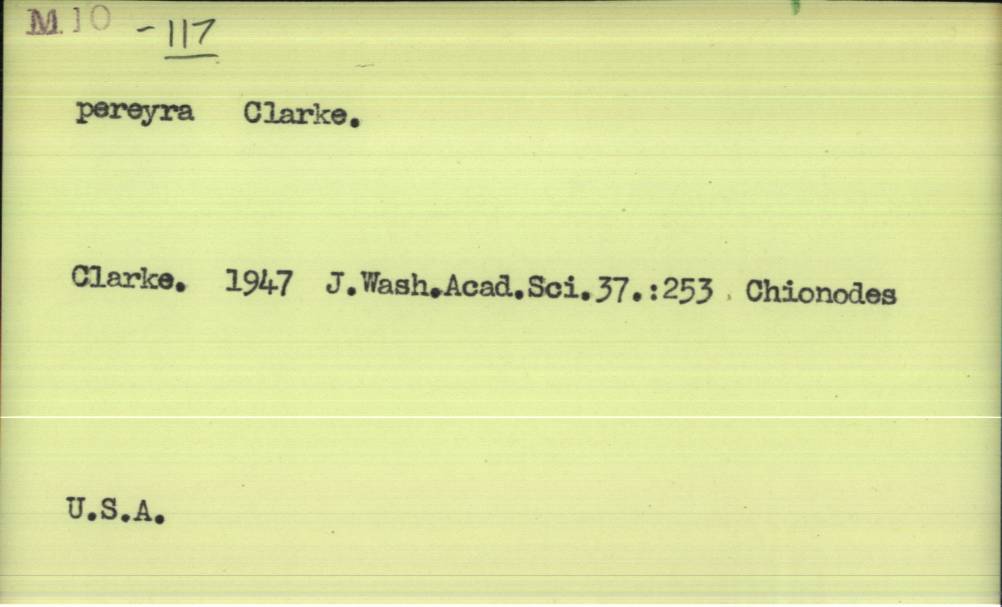 M 10 - 117
pereyra Clarke.
Clarke. 1947 J.Wash.Acad.Sci.37.:253 Chionodes
U.S.A.